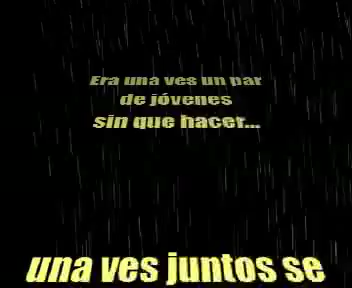 Era una ves un par
de jóvenes
sin que hacer...
una ves juntos se